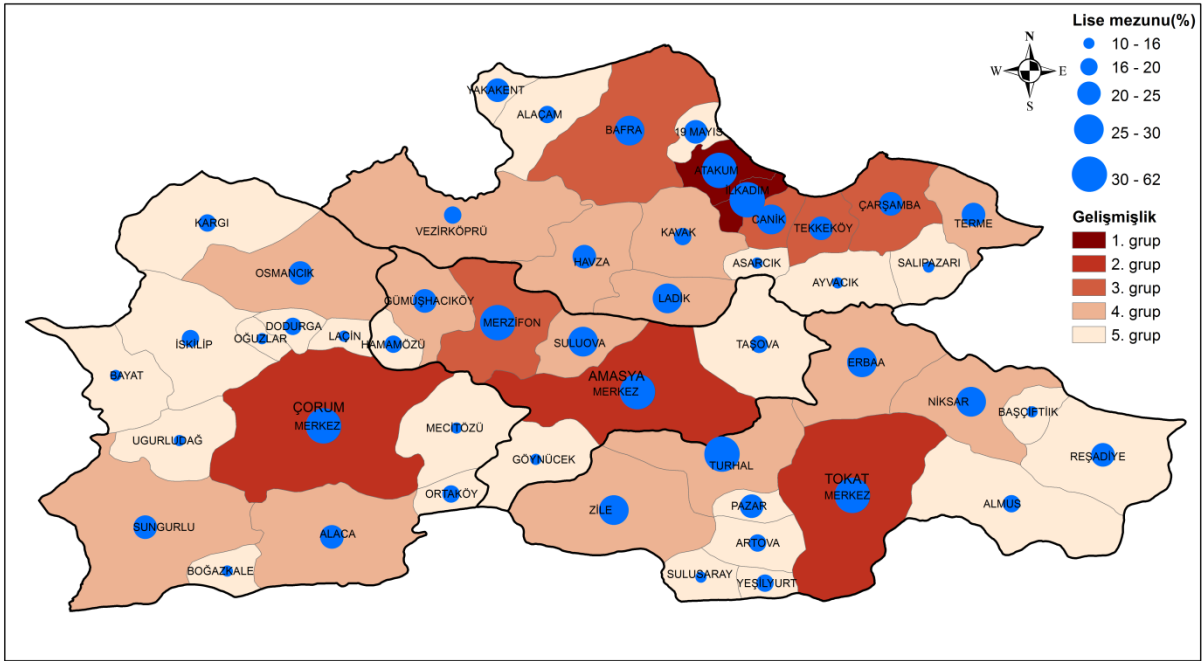 Lise mezunu(%)
10 - 16
16 - 20
20 - 25
25 - 30
30 - 62
Gelişmişlik
1. grup
2. grup
3. grup
4. grup
5. grup
N
W
E
S
YAKAKENT
ALAÇAM
BAFRA
19 MAYIS
ATAKUM
İLKADIM
CANİK
TEKKEKÖY
ÇARŞAMBA
TERME
KARGI
VEZİRKÖPRÜ
KAVAK
HAVZA
ASARCIK
SALIPAZARI
AYVACIK
OSMANCIK
LADİK
GÜMÜŞHACIKÖY
MERZİFON
DODURGA
OĞUZLAR
LAÇİN
İSKİLİP
HAMAMÖZÜ
SULUOVA
TAŞOVA
ERBAA
BAYAT
AMASYA
MERKEZ
NİKSAR
BAŞÇİFTİİK
ÇORUM
MERKEZ
MECİTÖZÜ
UGURLUDAĞ
GÖYNÜCEK
TURHAL
REŞADİYE
TOKAT
MERKEZ
ORTAKÖY
ZİLE
PAZAR
ALMUS
SUNGURLU
ALACA
ARTOVA
BOĞAZKALE
SULUSARAY
YEŞİLYURT